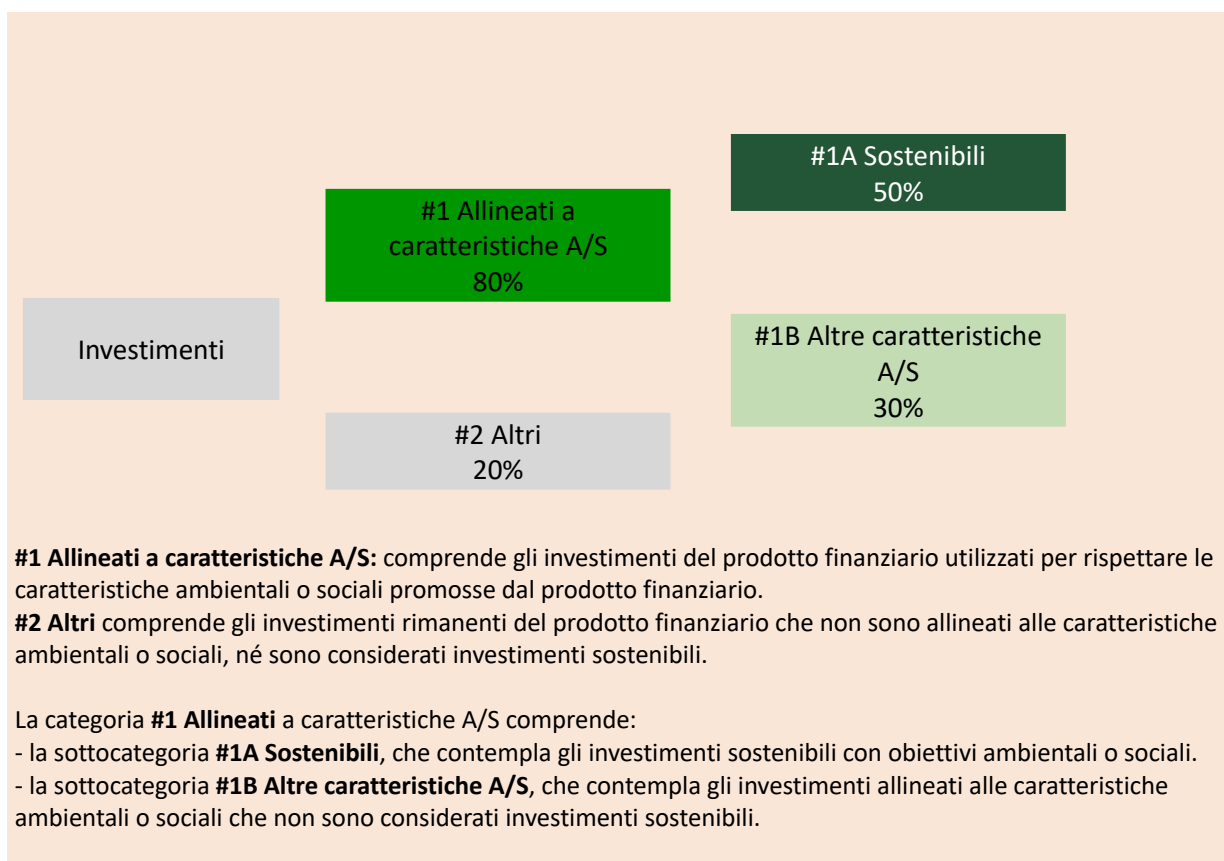 #1A Sostenibili
50%
#1 Allineati a
caratteristiche A/S
80%
Investimenti
#1B Altre caratteristiche
A/S
30%
#2 Altri
20%
#1 Allineati a caratteristiche A/S: comprende gli investimenti del prodotto finanziario utilizzati per rispettare le
caratteristiche ambientali o sociali promosse dal prodotto finanziario.
#2 Altri comprende gli investimenti rimanenti del prodotto finanziario che non sono allineati alle caratteristiche
ambientali o sociali, né sono considerati investimenti sostenibili.
La categoria #1 Allineati a caratteristiche A/S comprende:
- la sottocategoria #1A Sostenibili, che contempla gli investimenti sostenibili con obiettivi ambientali o sociali.
- la sottocategoria #1B Altre caratteristiche A/S, che contempla gli investimenti allineati alle caratteristiche
ambientali o sociali che non sono considerati investimenti sostenibili.